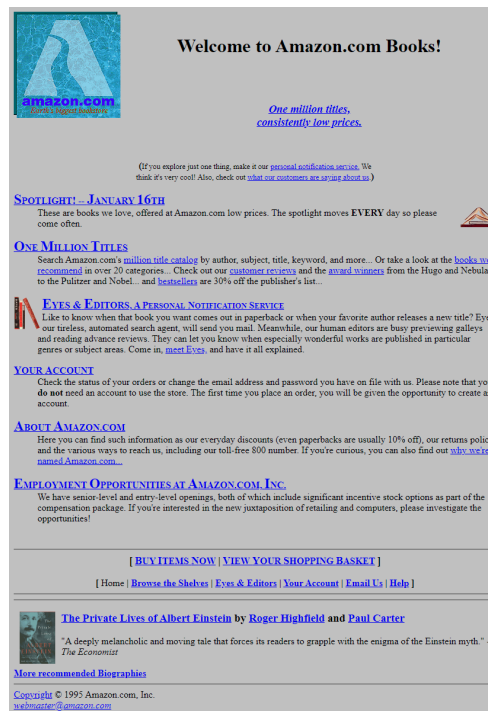 amazon.com
Earth's biggest bookstore
Welcome to Amazon.com Books!
One million titles,
consistently low prices.
(If you explore just one thing, make it our personal notification service. We
think it's very cool! Also, check out what our customers are saying about us.)
SPOTLIGHT! -- JANUARY 16TH
These are books we love, offered at Amazon.com low prices. The spotlight moves EVERY day so please
come often.
ONE MILLION TITLES
Search Amazon.com's million title catalog by author, subject, title, keyword, and more... Or take a look at the books we
recommend in over 20 categories... Check out our customer reviews and the award winners from the Hugo and Nebula
to the Pulitzer and Nobel... and bestsellers are 30% off the publisher's list...
EYES & EDITORS, A PERSONAL NOTIFICATION SERVICE
Like to know when that book you want comes out in paperback or when your favorite author releases a new title? Eye
our tireless, automated search agent, will send you mail. Meanwhile, our human editors are busy previewing galleys
and reading advance reviews. They can let you know when especially wonderful works are published in particular
genres or subject areas. Come in, meet Eyes, and have it all explained.
YOUR ACCOUNT
Check the status of your orders or change the email address and password you have on file with us. Please note that yo
do not need an account to use the store. The first time you place an order, you will be given the opportunity to create a
account.
ABOUT AMAZON.COM
Here you can find such information as our everyday discounts (even paperbacks are usually 10% off), our returns polic
and the various ways to reach us, including our toll-free 800 number. If you're curious, you can also find out why we're
named Amazon.com...
EMPLOYMENT OPPORTUNITIES AT AMAZON.COM, INC.
We have senior-level and entry-level openings, both of which include significant incentive stock options as part of the
compensation package. If you're interested in the new juxtaposition of retailing and computers, please investigate the
opportunities!
[ BUY ITEMS NOW | VIEW YOUR SHOPPING BASKET ]
[ Home | Browse the Shelves | Eyes & Editors | Your Account | Email Us | Help ]
The Private Lives of Albert Einstein by Roger Highfield and Paul Carter
"A deeply melancholic and moving tale that forces its readers to grapple with the enigma of the Einstein myth." -
The Economist
More recommended Biographies
Copyright © 1995 Amazon.com, Inc.
webmaster@amazon.com